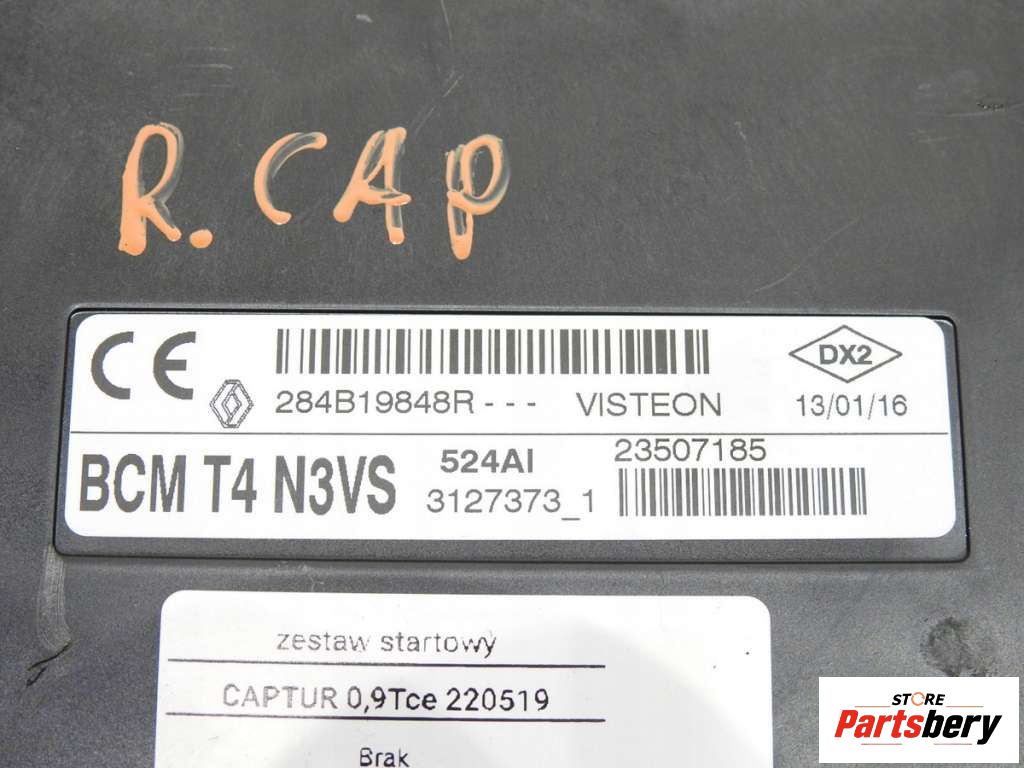 R. CAP
CE 284B19848R - - - VISTEON DX2 13/01/16
BCM T4 N3VS 524AI 3127373_1 23507185
zestaw startowy
CAPTUR 0,9Tce 220519
Brak
STORE
Partsbery